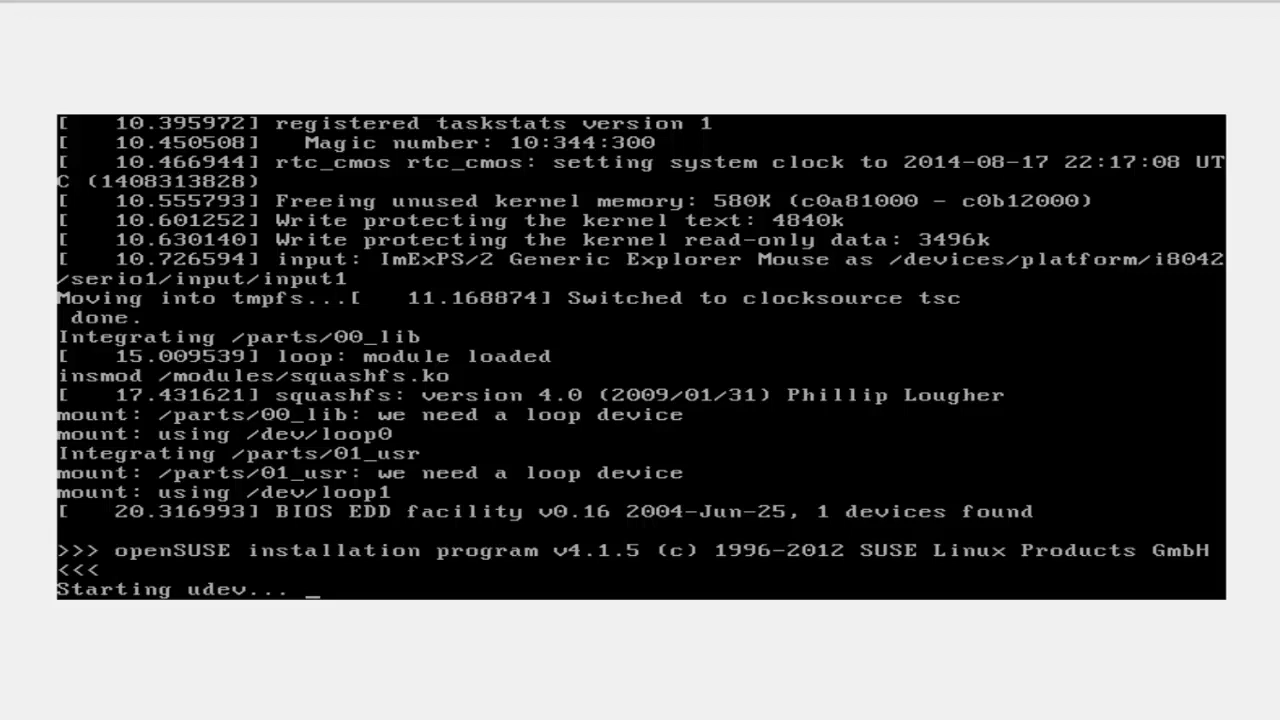 [   10.395972] registered taskstats version 1
[   10.450508]   Magic number: 10:344:300
[   10.466944] rtc_cmos rtc_cmos: setting system clock to 2014-08-17 22:17:08 UT
C (1408313828)
[   10.555793] Freeing unused kernel memory: 580K (c0a81000 - c0b12000)
[   10.601252] Write protecting the kernel text: 4840k
[   10.630140] Write protecting the kernel read-only data: 3496k
[   10.726594] input: ImExPS/2 Generic Explorer Mouse as /devices/platform/i8042
/serio1/input/input1
Moving into tmpfs...[   11.168874] Switched to clocksource tsc
 done.
Integrating /parts/00_lib
[   15.009539] loop: module loaded
insmod /modules/squashfs.ko
[   17.431621] squashfs: version 4.0 (2009/01/31) Phillip Lougher
mount: /parts/00_lib: we need a loop device
mount: using /dev/loop0
Integrating /parts/01_usr
mount: /parts/01_usr: we need a loop device
mount: using /dev/loop1
[   20.316993] BIOS EDD facility v0.16 2004-Jun-25, 1 devices found
>>> openSUSE installation program v4.1.5 (c) 1996-2012 SUSE Linux Products GmbH
<<<
Starting udev... _